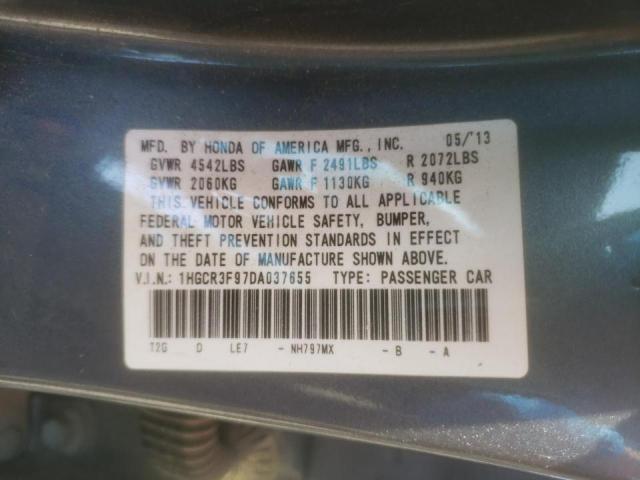 MFD. BY HONDA OF AMERICA MFG., INC. 05/'13
GVWR 4542LBS GAWR F 2491LBS R 2072LBS
GVWR 2060KG GAWR F 1130KG R 940KG
THIS VEHICLE CONFORMS TO ALL APPLICABLE
FEDERAL MOTOR VEHICLE SAFETY, BUMPER,
AND THEFT PREVENTION STANDARDS IN EFFECT
ON THE DATE OF MANUFACTURE SHOWN ABOVE.
V.I.N.: 1HGCR3F97DA037655 TYPE: PASSENGER CAR
T2G D LE7 - NH797MX - B - A